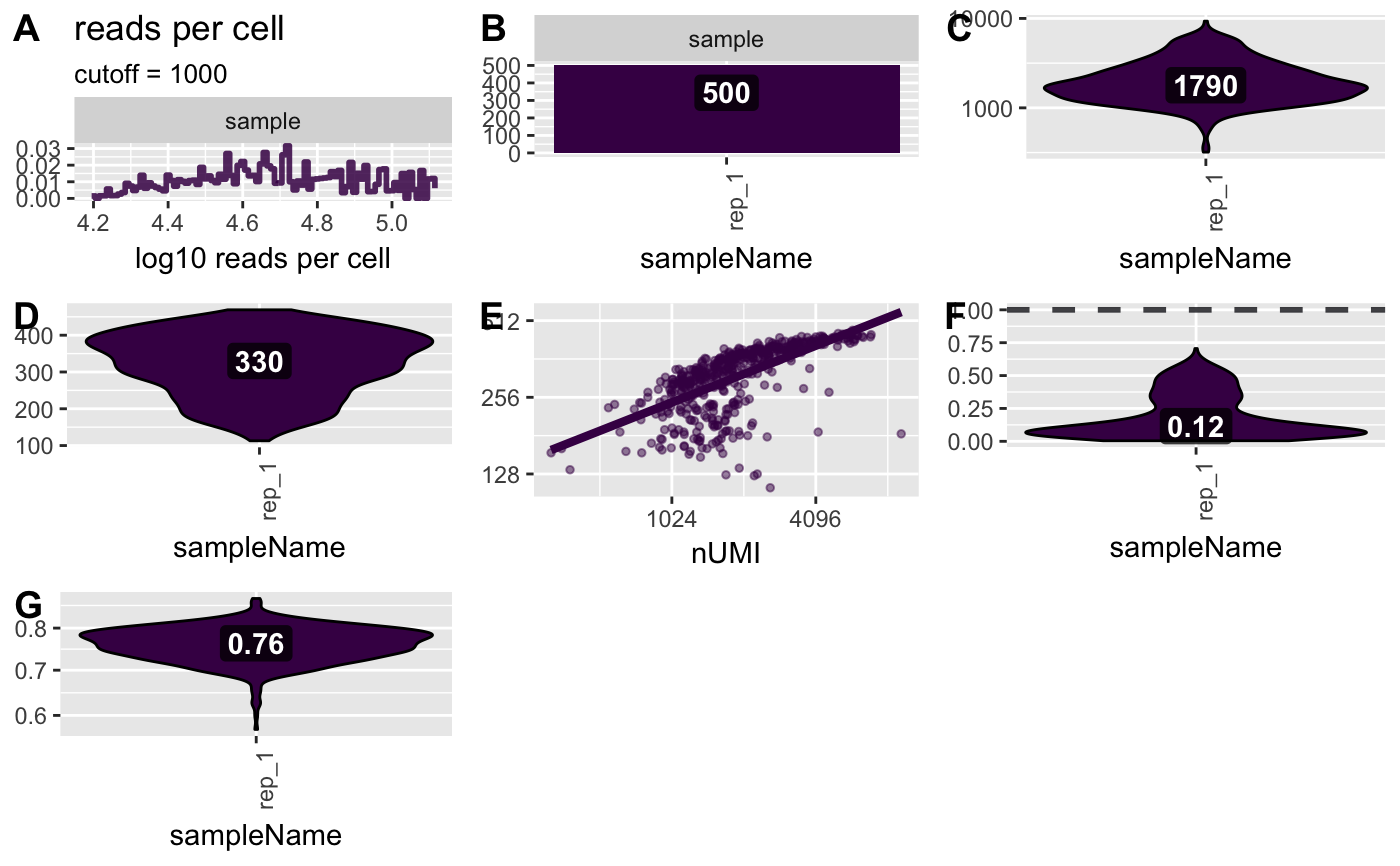 A
reads per cell
cutoff = 1000
sample
0.03
0.02
0.01
0.00
4.2 4.4 4.6 4.8 5.0
log10 reads per cell
B
sample
500
400
300
200
100
0
500
rep_1
sampleName
C
10000
1000
1790
rep_1
sampleName
D
400
300
200
100
330
rep_1
sampleName
E
512
256
128
1024 4096
nUMI
F
1.00
0.75
0.50
0.25
0.00
0.12
rep_1
sampleName
G
0.8
0.7
0.6
0.76
rep_1
sampleName